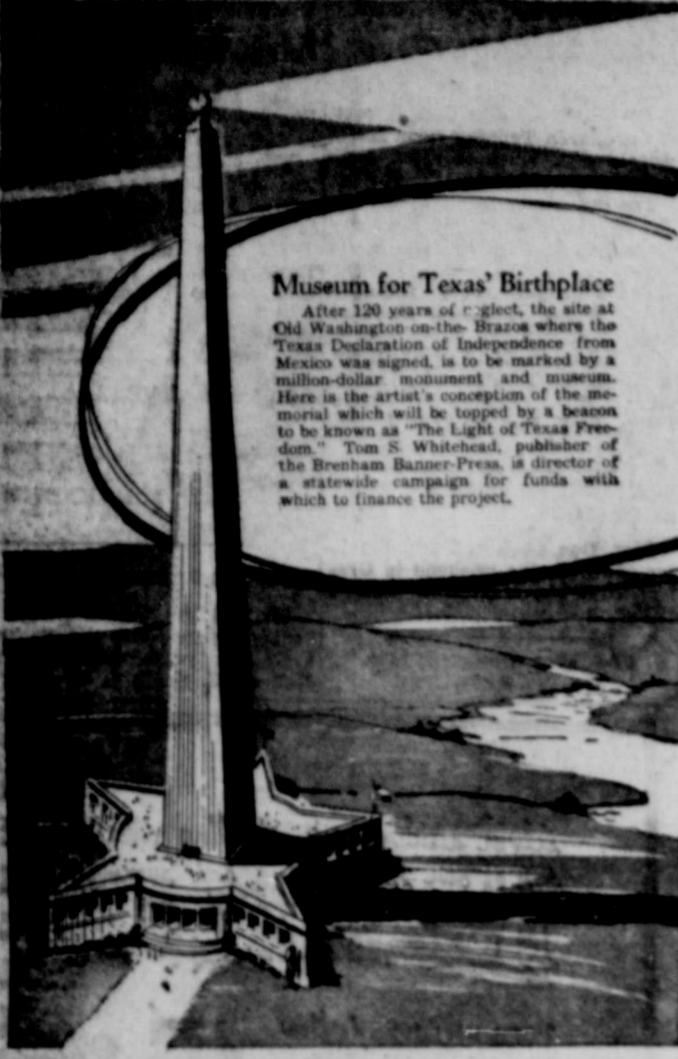 Museum for Texas' Birthplace
After 120 years of neglect, the site at
Old Washington on-the- Brazos where the
Texas Declaration of Independence from
Mexico was signed, is to be marked by a
million-dollar monument and museum.
Here is the artist's conception of the me-
morial which will be topped by a beacon
to be known as "The Light of Texas Free-
dom." Tom S. Whitehead, publisher of
the Brenham Banner-Press, is director of
a statewide campaign for funds with
which to finance the project.